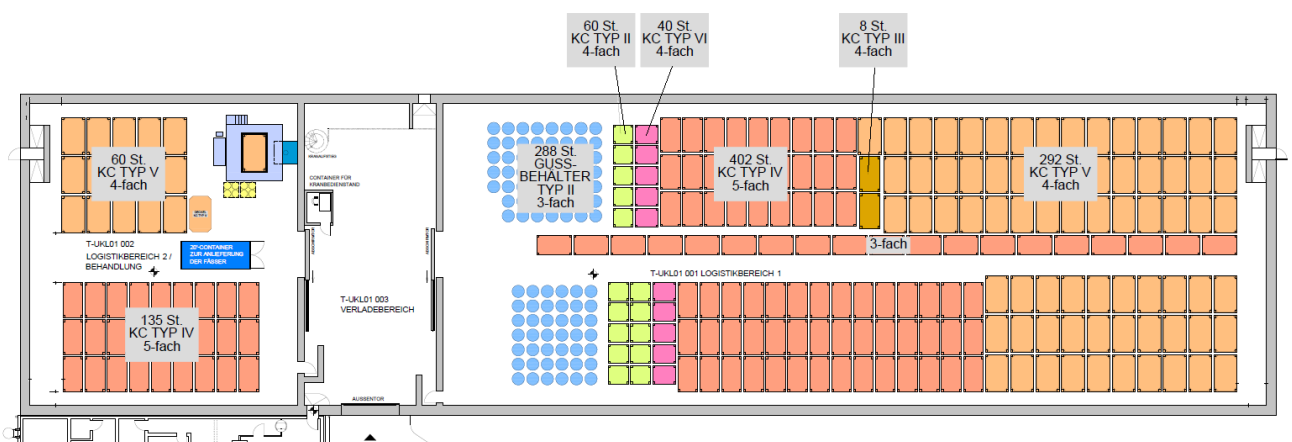 60 St.
KC TYP II
4-fach
40 St.
KC TYP VI
4-fach
8 St.
KC TYP III
4-fach
60 St.
KC TYP V
4-fach
288 St.
GUSS-
BEHÄLTER
TYP II
3-fach
402 St.
KC TYP IV
5-fach
292 St.
KC TYP V
4-fach
CONTAINER FÜR
KRANBEDIENSTAND
T-UKL01 002
LOGISTIKBEREICH 2 /
BEHANDLUNG
20'-CONTAINER
ZUR ANLIEFERUNG
DER FÄSSER
3-fach
T-UKL01 001 LOGISTIKBEREICH 1
T-UKL01 003
VERLADEBEREICH
135 St.
KC TYP IV
5-fach
AUSSENTOR